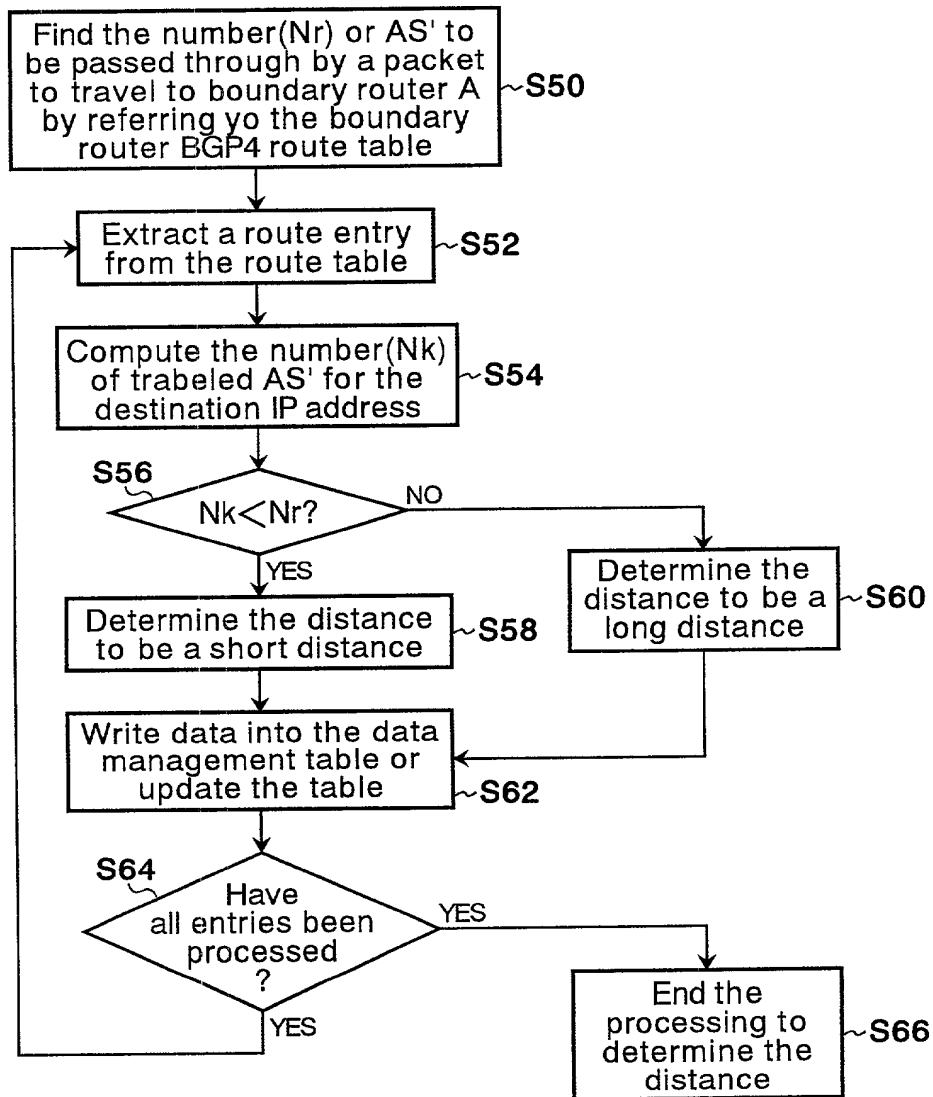 Find the number(Nr) or AS' to
be passed through by a packet
to travel to boundary router A
by referring yo the boundary
router BGP4 route table
S50
Extract a route entry
from the route table
S52
Compute the number(Nk)
of trabeled AS' for the
destination IP address
S54
S56
Nk<Nr?
NO
YES
Determine the distance
to be a short distance
S58
Determine the
distance to be a
long distance
S60
Write data into the data
management table or
update the table
S62
S64
Have
all entries been
processed
?
YES
YES
End the
processing to
determine the
distance
S66